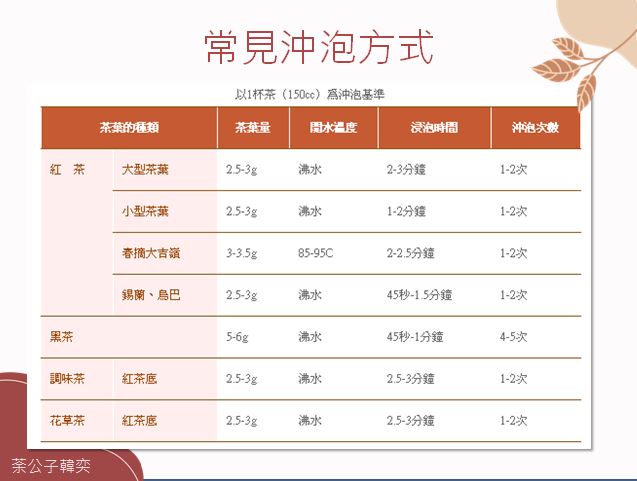 常見沖泡方式
以1杯茶（150cc）爲沖泡基準
茶葉的種類 茶葉量 開水溫度 浸泡時間 沖泡次數
紅　茶 大型茶葉 2.5-3g 沸水 2-3分鐘 1-2次
小型茶葉 2.5-3g 沸水 1-2分鐘 1-2次
春摘大吉嶺 3-3.5g 85-95C 2-2.5分鐘 1-2次
錫蘭、烏巴 2.5-3g 沸水 45秒-1.5分鐘 1-2次
黑茶 5-6g 沸水 45秒-1分鐘 4-5次
調味茶 紅茶底 2.5-3g 沸水 2.5-3分鐘 1-2次
花草茶 紅茶底 2.5-3g 沸水 2.5-3分鐘 1-2次
茶公子韓奕